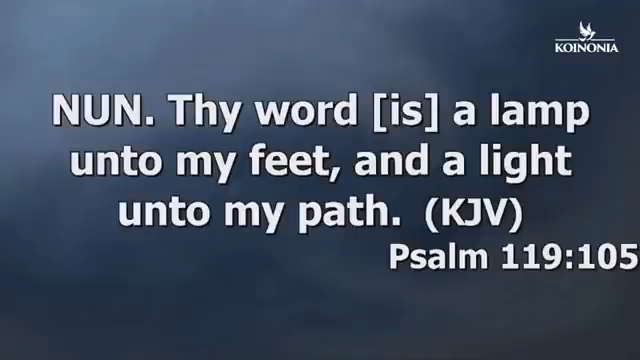 KOINONIA
NUN. Thy word [is] a lamp
unto my feet, and a light
unto my path. (KJV)
Psalm 119:105